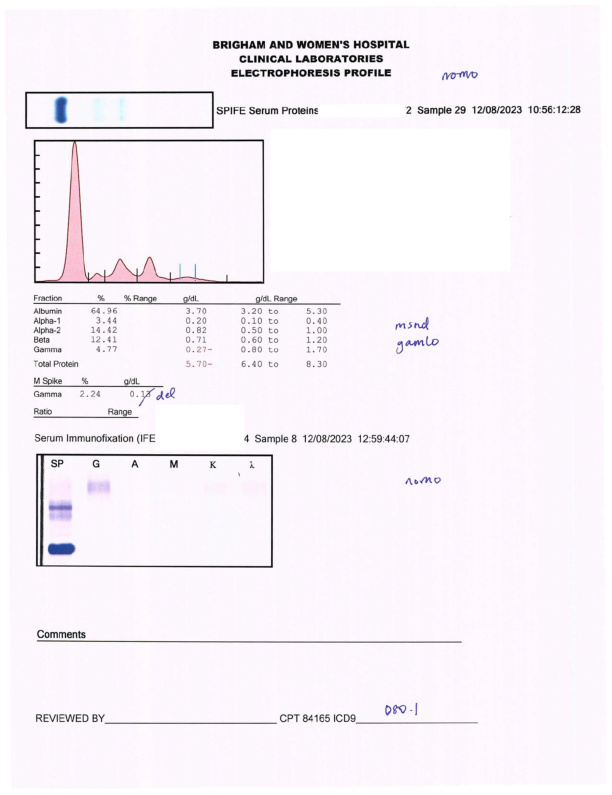 BRIGHAM AND WOMEN'S HOSPITAL
CLINICAL LABORATORIES
ELECTROPHORESIS PROFILE
nomo
SPIFE Serum Proteins 2 Sample 29 12/08/2023 10:56:12:28
Fraction % % Range g/dL g/dL Range
Albumin 64.96 3.70 3.20 to 5.30
Alpha-1 3.44 0.20 0.10 to 0.40
Alpha-2 14.42 0.82 0.50 to 1.00
Beta 12.41 0.71 0.60 to 1.20
Gamma 4.77 0.27- 0.80 to 1.70
Total Protein 5.70- 6.40 to 8.30
msnd
gamlo
M Spike % g/dL
Gamma 2.24 0.13 del
Ratio Range
Serum Immunofixation (IFE 4 Sample 8 12/08/2023 12:59:44:07
SP G A M K λ
nomo
Comments
REVIEWED BY CPT 84165 ICD9 D80.1